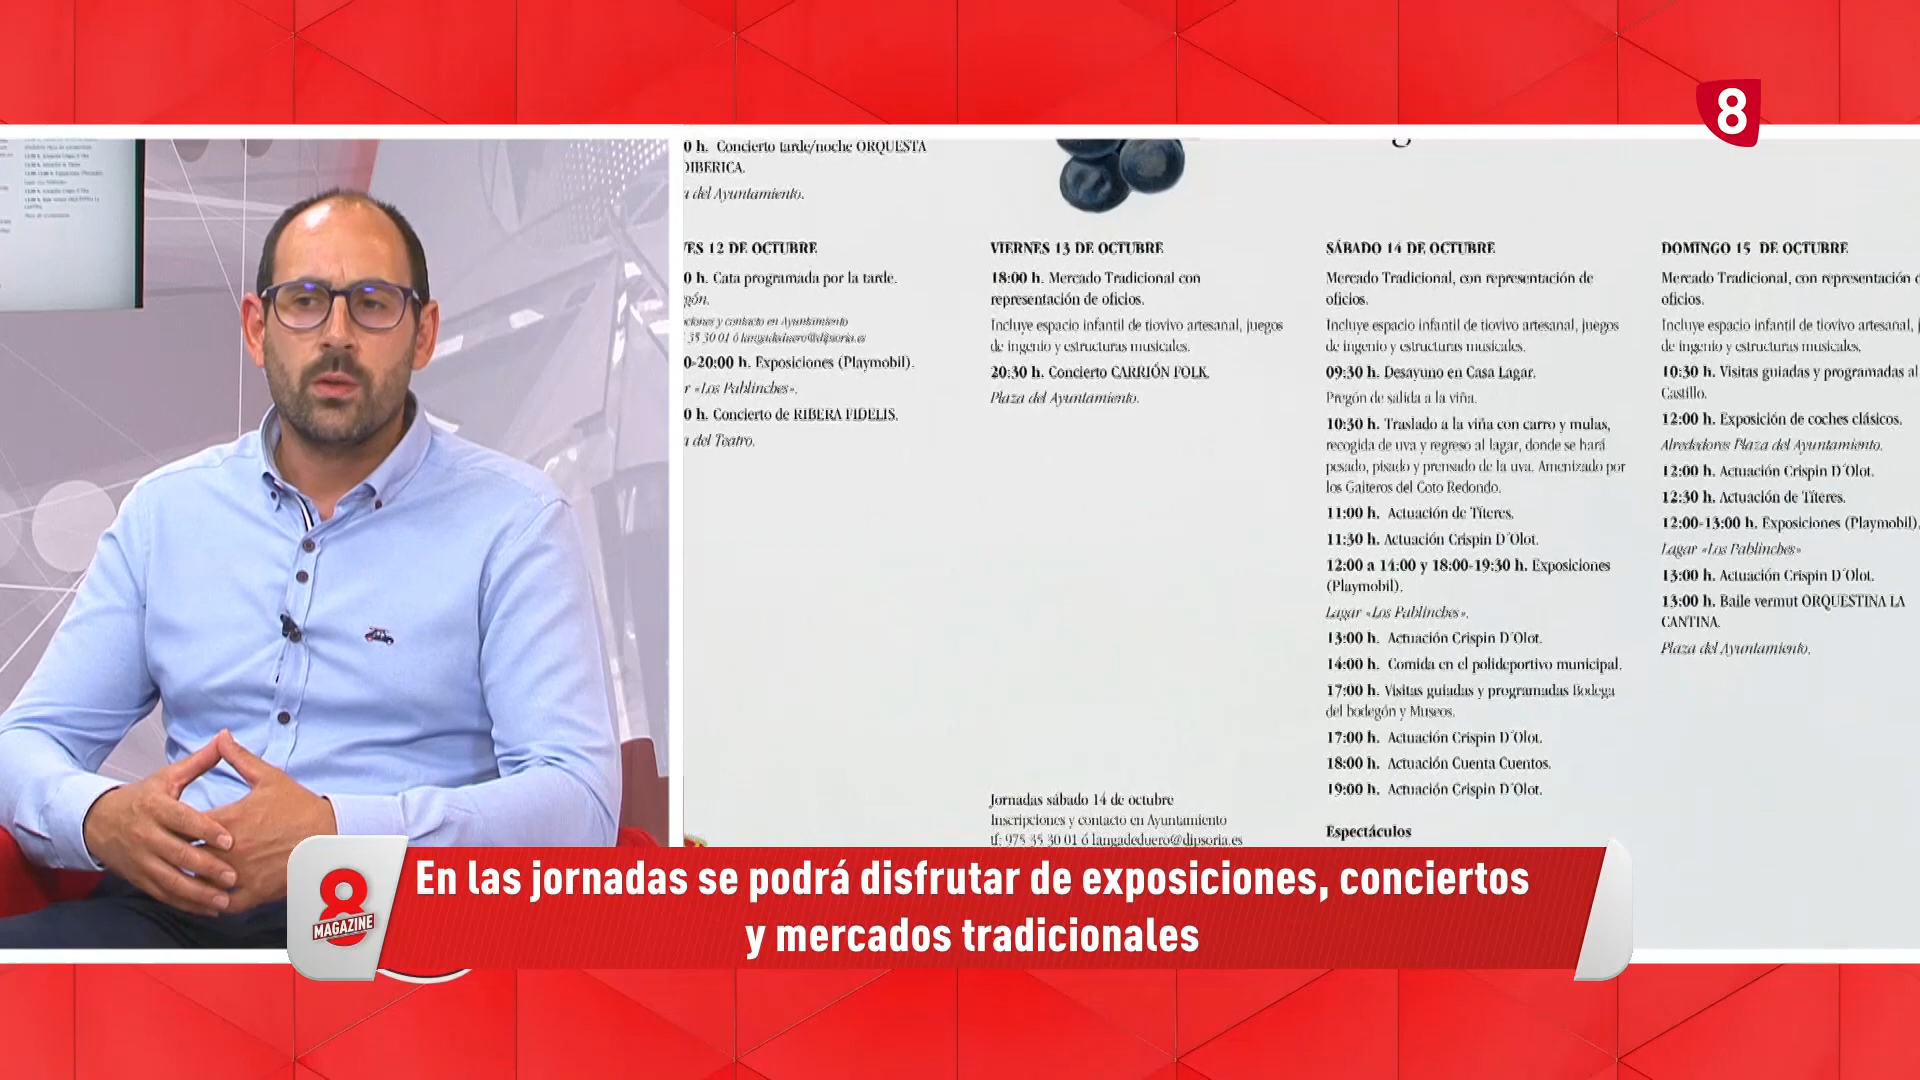 8
0 h. Concierto tarde/noche ORQUESTA
DIBERICA.
del Ayuntamiento.
ES 12 DE OCTUBRE
0 h. Cata programada por la tarde.
gón.
ciones y contacto en Ayuntamiento
35 30 01 ó langadeduero@dipsoria.es
0-20:00 h. Exposiciones (Playmobil).
r «Los Pablinches».
0 h. Concierto de RIBERA FIDELIS.
del Teatro.
VIERNES 13 DE OCTUBRE
18:00 h. Mercado Tradicional con
representación de oficios.
Incluye espacio infantil de tiovivo artesanal, juegos
de ingenio y estructuras musicales.
20:30 h. Concierto CARRIÓN FOLK.
Plaza del Ayuntamiento.
Jornadas sábado 14 de octubre
Inscripciones y contacto en Ayuntamiento
tf: 975 35 30 01 ó langadeduero@dipsoria.es
SÁBADO 14 DE OCTUBRE
Mercado Tradicional, con representación de
oficios.
Incluye espacio infantil de tiovivo artesanal, juegos
de ingenio y estructuras musicales.
09:30 h. Desayuno en Casa Lagar.
Pregón de salida a la viña.
10:30 h. Traslado a la viña con carro y mulas,
recogida de uva y regreso al lagar, donde se hará
pesado, pisado y prensado de la uva. Amenizado por
los Gaiteros del Coto Redondo.
11:00 h. Actuación de Títeres.
11:30 h. Actuación Crispin D´Olot.
12:00 a 14:00 y 18:00-19:30 h. Exposiciones
(Playmobil).
Lagar «Los Pablinches».
13:00 h. Actuación Crispin D´Olot.
14:00 h. Comida en el polideportivo municipal.
17:00 h. Visitas guiadas y programadas Bodega
del bodegón y Museos.
17:00 h. Actuación Crispin D´Olot.
18:00 h. Actuación Cuenta Cuentos.
19:00 h. Actuación Crispin D´Olot.
Espectáculos
DOMINGO 15 DE OCTUBRE
Mercado Tradicional, con representación
oficios.
Incluye espacio infantil de tiovivo artesanal,
de ingenio y estructuras musicales.
10:30 h. Visitas guiadas y programadas al
Castillo.
12:00 h. Exposición de coches clásicos.
Alrededores Plaza del Ayuntamiento.
12:00 h. Actuación Crispin D´Olot.
12:30 h. Actuación de Títeres.
12:00-13:00 h. Exposiciones (Playmobil).
Lagar «Los Pablinches»
13:00 h. Actuación Crispin D´Olot.
13:00 h. Baile vermut ORQUESTINA LA
CANTINA.
Plaza del Ayuntamiento.
8
MAGAZINE
En las jornadas se podrá disfrutar de exposiciones, conciertos
y mercados tradicionales